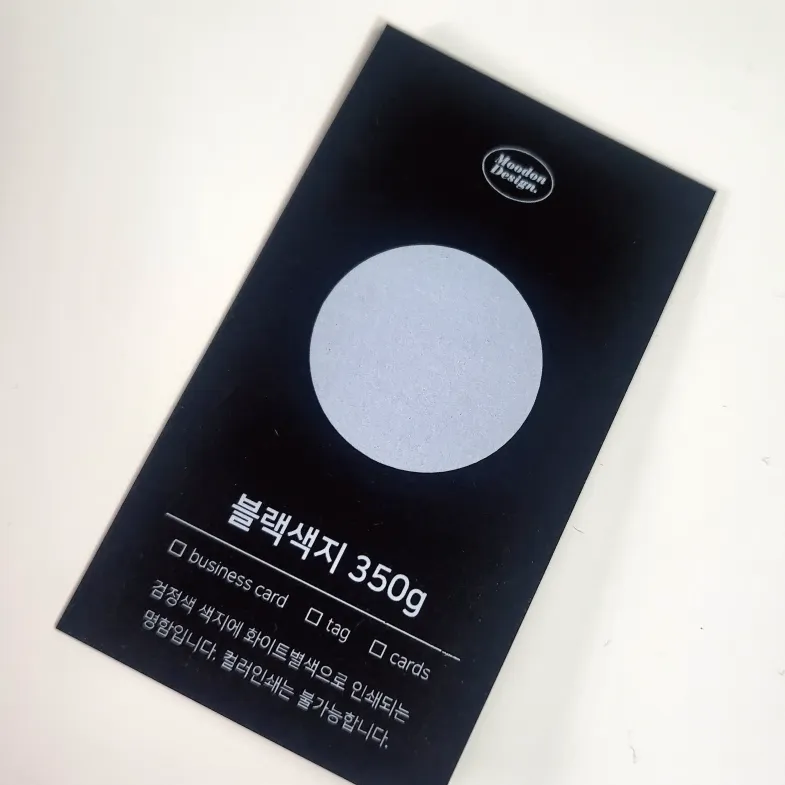 Moodon
Design.
블랙색지 350g
□ business card □ tag □ cards
검정색 색지에 화이트별색으로 인쇄되는
명함입니다. 컬러인쇄는 불가능합니다.